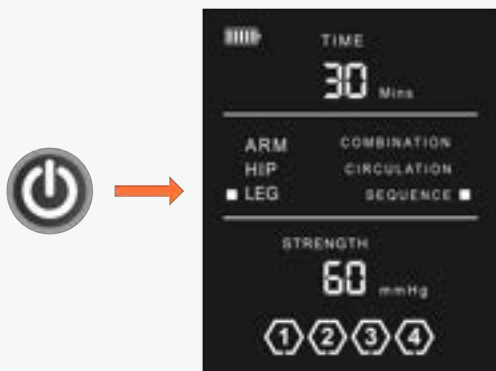 TIME
30 Mins
ARM COMBINATION
HIP CIRCULATION
LEG SEQUENCE
STRENGTH
60 mmHg
1 2 3 4